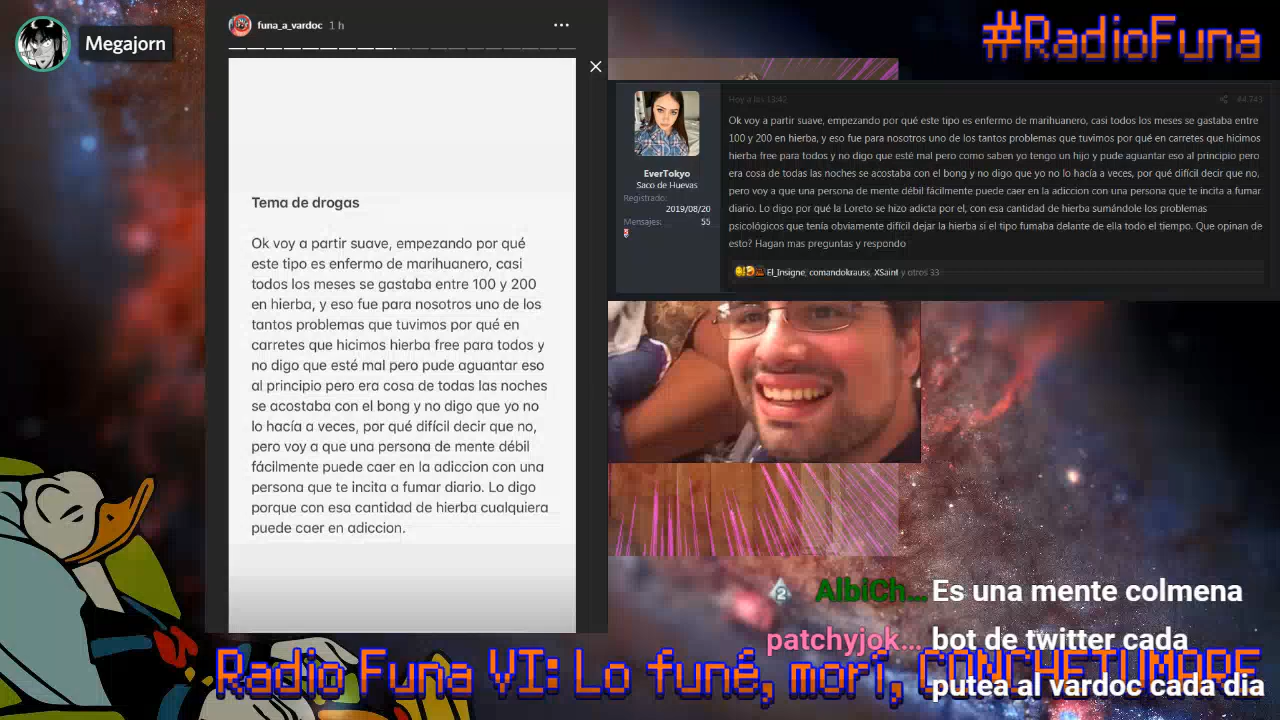 Megajorn
funa_a_vardoc 1 h
Tema de drogas
Ok voy a partir suave, empezando por qué
este tipo es enfermo de marihuanero, casi
todos los meses se gastaba entre 100 y 200
en hierba, y eso fue para nosotros uno de los
tantos problemas que tuvimos por qué en
carretes que hicimos hierba free para todos y
no digo que esté mal pero pude aguantar eso
al principio pero era cosa de todas las noches
se acostaba con el bong y no digo que yo no
lo hacía a veces, por qué difícil decir que no,
pero voy a que una persona de mente débil
fácilmente puede caer en la adiccion con una
persona que te incita a fumar diario. Lo digo
porque con esa cantidad de hierba cualquiera
puede caer en adiccion.
#RadioFuna
Hoy a las 13:42 #4.743
EverTokyo
Saco de Huevas
Registrado:
2019/08/20
Mensajes: 55
Ok voy a partir suave, empezando por qué este tipo es enfermo de marihuanero, casi todos los meses se gastaba entre
100 y 200 en hierba, y eso fue para nosotros uno de los tantos problemas que tuvimos por qué en carretes que hicimos
hierba free para todos y no digo que esté mal pero como saben yo tengo un hijo y pude aguantar eso al principio pero
era cosa de todas las noches se acostaba con el bong y no digo que yo no lo hacía a veces, por qué difícil decir que no,
pero voy a que una persona de mente débil fácilmente puede caer en la adiccion con una persona que te incita a fumar
diario. Lo digo por qué la Loreto se hizo adicta por el, con esa cantidad de hierba sumándole los problemas
psicológicos que tenía obviamente difícil dejar la hierba si el tipo fumaba delante de ella todo el tiempo. Que opinan de
esto? Hagan mas preguntas y respondo
El_Insigne, comandokrauss, XSainI y otros 33
2 AlbiCh... Es una mente colmena
patchyjok... bot de twitter cada
putea al vardoc cada dia
Radio Funa VI: Lo funé, morí, CONCHETUMARE